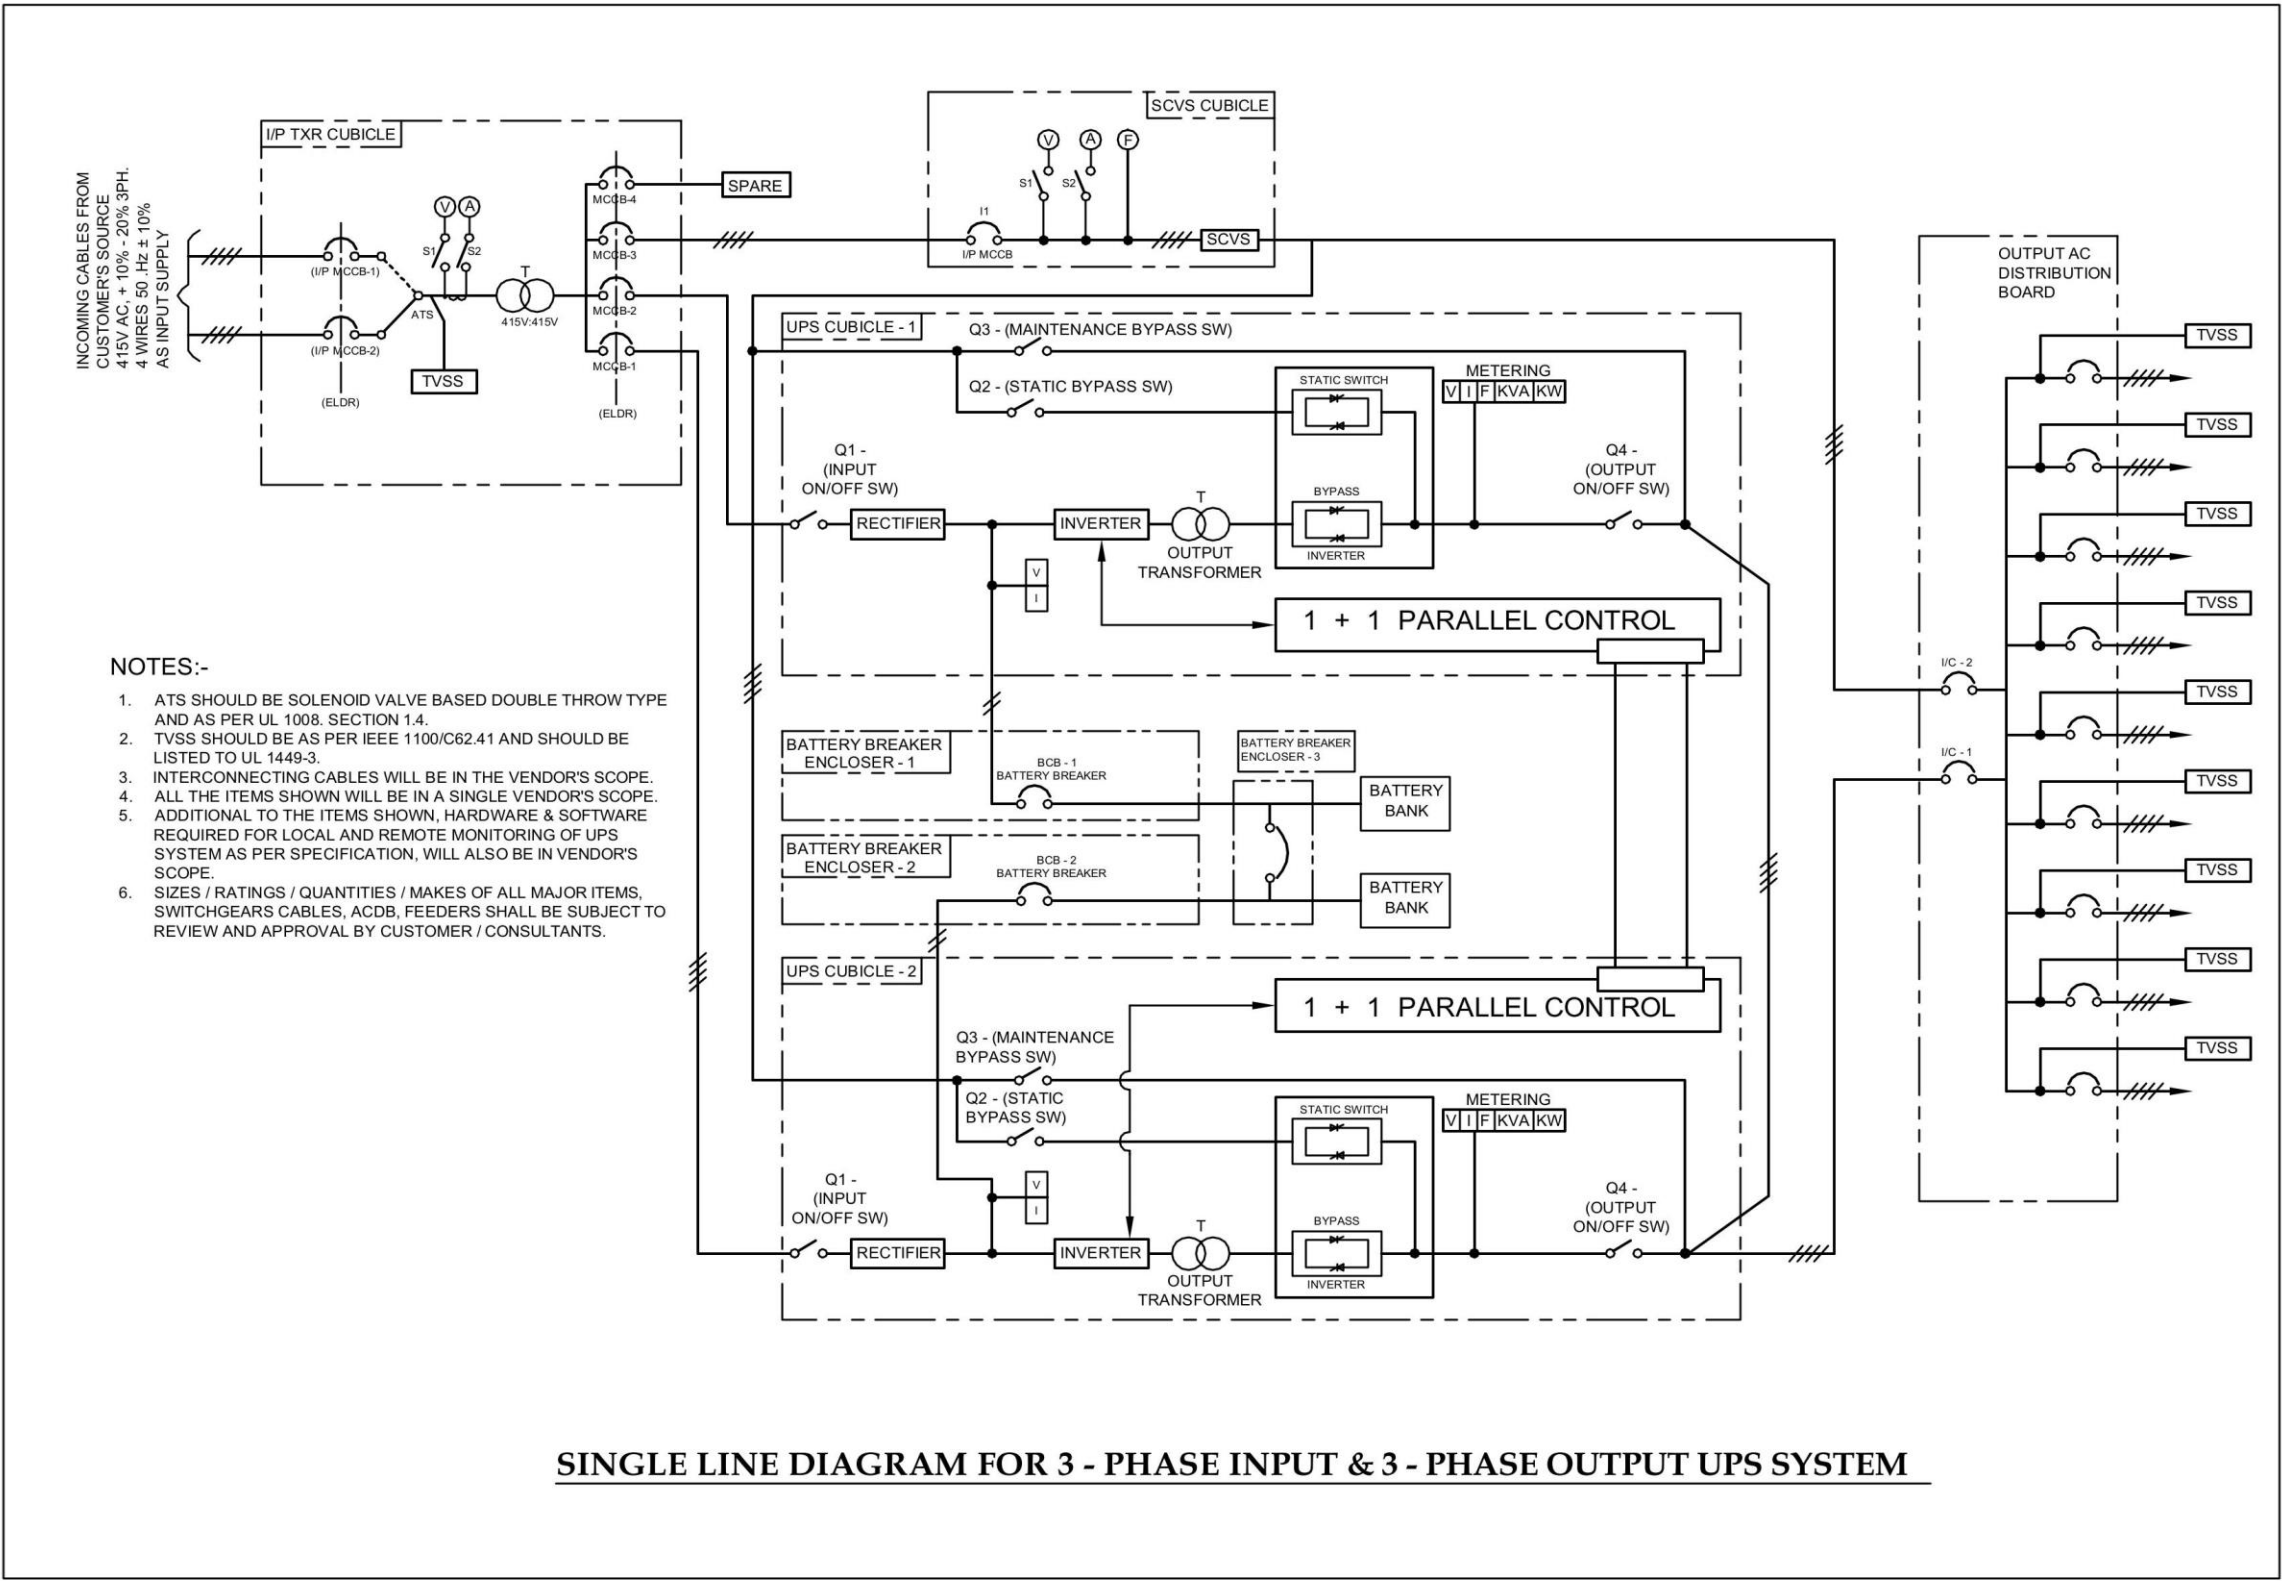 I/P TXR CUBICLE
INCOMING CABLES FROM
CUSTOMER'S SOURCE
415V AC, + 10% - 20% 3PH.
4 WIRES 50 .Hz ± 10%
AS INPUT SUPPLY
(I/P MCCB-1)
(I/P MCCB-2)
(ELDR)
V
A
S1
S2
ATS
TVSS
T
415V:415V
MCCB-4
MCCB-3
MCCB-2
MCCB-1
(ELDR)
SPARE
SCVS CUBICLE
V
A
F
S1
S2
I1
I/P MCCB
SCVS
UPS CUBICLE - 1
Q3 - (MAINTENANCE BYPASS SW)
Q2 - (STATIC BYPASS SW)
Q1 -
(INPUT
ON/OFF SW)
RECTIFIER
V
I
INVERTER
T
OUTPUT
TRANSFORMER
STATIC SWITCH
BYPASS
INVERTER
METERING
V I F KVA KW
Q4 -
(OUTPUT
ON/OFF SW)
1 + 1 PARALLEL CONTROL
NOTES:-
1. ATS SHOULD BE SOLENOID VALVE BASED DOUBLE THROW TYPE
AND AS PER UL 1008. SECTION 1.4.
2. TVSS SHOULD BE AS PER IEEE 1100/C62.41 AND SHOULD BE
LISTED TO UL 1449-3.
3. INTERCONNECTING CABLES WILL BE IN THE VENDOR'S SCOPE.
4. ALL THE ITEMS SHOWN WILL BE IN A SINGLE VENDOR'S SCOPE.
5. ADDITIONAL TO THE ITEMS SHOWN, HARDWARE & SOFTWARE
REQUIRED FOR LOCAL AND REMOTE MONITORING OF UPS
SYSTEM AS PER SPECIFICATION, WILL ALSO BE IN VENDOR'S
SCOPE.
6. SIZES / RATINGS / QUANTITIES / MAKES OF ALL MAJOR ITEMS,
SWITCHGEARS CABLES, ACDB, FEEDERS SHALL BE SUBJECT TO
REVIEW AND APPROVAL BY CUSTOMER / CONSULTANTS.
BATTERY BREAKER
ENCLOSER - 1
BCB - 1
BATTERY BREAKER
BATTERY BREAKER
ENCLOSER - 3
BATTERY
BANK
BATTERY BREAKER
ENCLOSER - 2
BCB - 2
BATTERY BREAKER
BATTERY
BANK
UPS CUBICLE - 2
1 + 1 PARALLEL CONTROL
Q3 - (MAINTENANCE
BYPASS SW)
Q2 - (STATIC
BYPASS SW)
Q1 -
(INPUT
ON/OFF SW)
RECTIFIER
V
I
INVERTER
T
OUTPUT
TRANSFORMER
STATIC SWITCH
BYPASS
INVERTER
METERING
V I F KVA KW
Q4 -
(OUTPUT
ON/OFF SW)
OUTPUT AC
DISTRIBUTION
BOARD
I/C - 2
I/C - 1
TVSS
TVSS
TVSS
TVSS
TVSS
TVSS
TVSS
TVSS
TVSS
SINGLE LINE DIAGRAM FOR 3 - PHASE INPUT & 3 - PHASE OUTPUT UPS SYSTEM